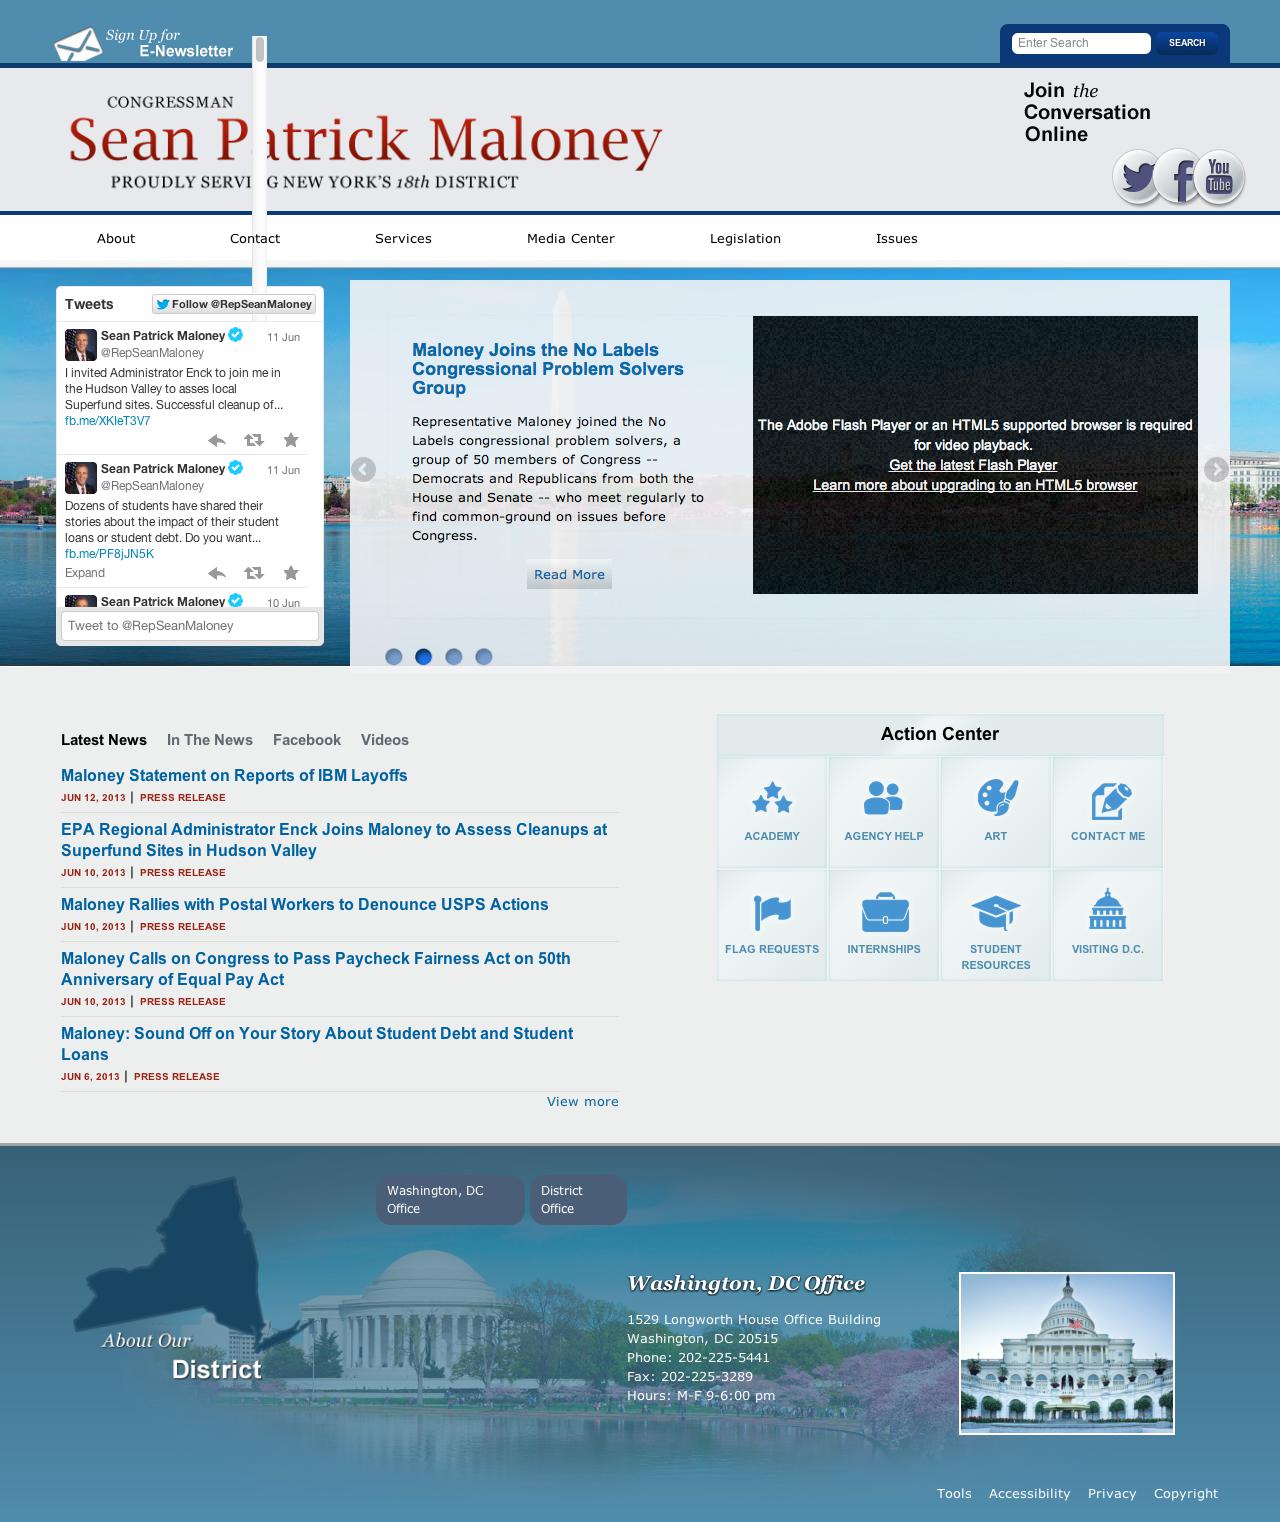 Sign Up for
E-Newsletter
Enter Search
SEARCH
CONGRESSMAN
Sean Patrick Maloney
PROUDLY SERVING NEW YORK'S 18th DISTRICT
Join the
Conversation
Online
You
Tube
About
Contact
Services
Media Center
Legislation
Issues
Tweets
Follow @RepSeanMaloney
Sean Patrick Maloney
11 Jun
@RepSeanMaloney
I invited Administrator Enck to join me in
the Hudson Valley to asses local
Superfund sites. Successful cleanup of...
fb.me/XKIeT3V7
Sean Patrick Maloney
11 Jun
@RepSeanMaloney
Dozens of students have shared their
stories about the impact of their student
loans or student debt. Do you want...
fb.me/PF8jJN5K
Expand
Sean Patrick Maloney
10 Jun
Tweet to @RepSeanMaloney
Maloney Joins the No Labels
Congressional Problem Solvers
Group
Representative Maloney joined the No
Labels congressional problem solvers, a
group of 50 members of Congress --
Democrats and Republicans from both the
House and Senate -- who meet regularly to
find common-ground on issues before
Congress.
Read More
The Adobe Flash Player or an HTML5 supported browser is required
for video playback.
Get the latest Flash Player
Learn more about upgrading to an HTML5 browser
Latest News
In The News
Facebook
Videos
Maloney Statement on Reports of IBM Layoffs
JUN 12, 2013 | PRESS RELEASE
EPA Regional Administrator Enck Joins Maloney to Assess Cleanups at
Superfund Sites in Hudson Valley
JUN 10, 2013 | PRESS RELEASE
Maloney Rallies with Postal Workers to Denounce USPS Actions
JUN 10, 2013 | PRESS RELEASE
Maloney Calls on Congress to Pass Paycheck Fairness Act on 50th
Anniversary of Equal Pay Act
JUN 10, 2013 | PRESS RELEASE
Maloney: Sound Off on Your Story About Student Debt and Student
Loans
JUN 6, 2013 | PRESS RELEASE
View more
Action Center
ACADEMY
AGENCY HELP
ART
CONTACT ME
FLAG REQUESTS
INTERNSHIPS
STUDENT
RESOURCES
VISITING D.C.
About Our
District
Washington, DC
Office
District
Office
Washington, DC Office
1529 Longworth House Office Building
Washington, DC 20515
Phone: 202-225-5441
Fax: 202-225-3289
Hours: M-F 9-6:00 pm
Tools
Accessibility
Privacy
Copyright